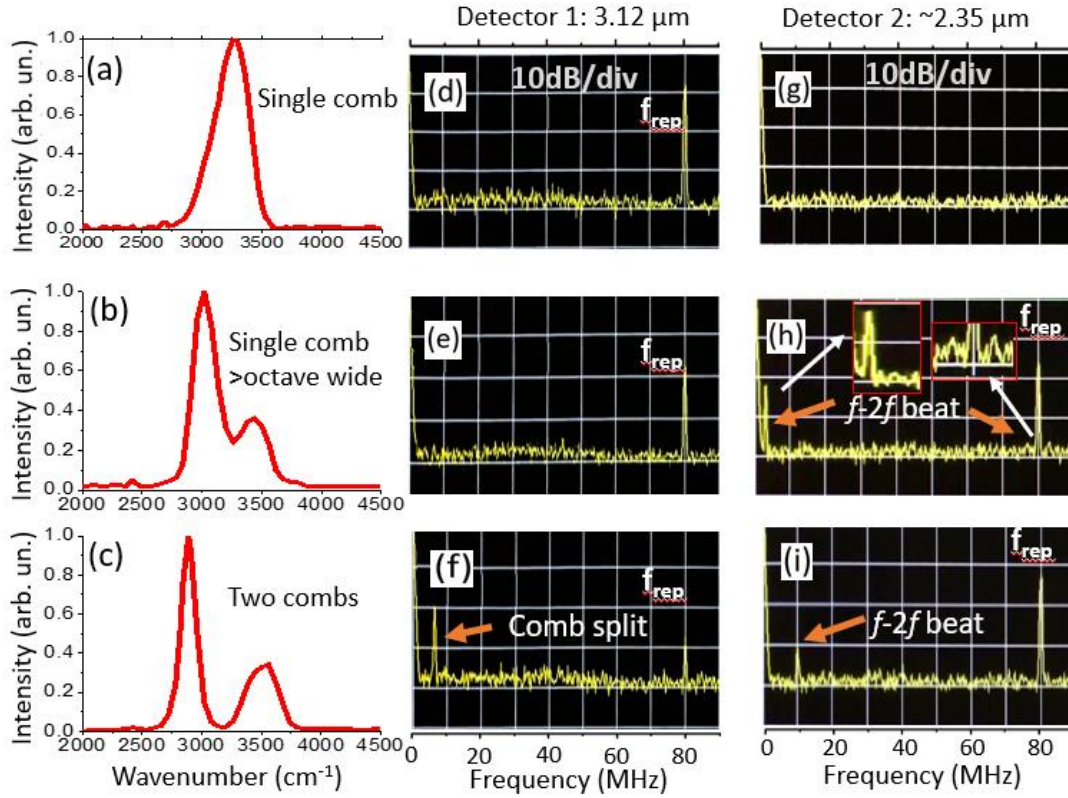 Detector 1: 3.12 µm
Detector 2: ~2.35 µm
Intensity (arb. un.)
1.0
0.8
0.6
0.4
0.2
0.0
(a)
Single comb
2000 2500 3000 3500 4000 4500
(d)
10dB/div
f_rep
(g)
10dB/div
Intensity (arb. un.)
1.0
0.8
0.6
0.4
0.2
0.0
(b)
Single comb
>octave wide
2000 2500 3000 3500 4000 4500
(e)
f_rep
(h)
f_rep
f-2f beat
Intensity (arb. un.)
1.0
0.8
0.6
0.4
0.2
0.0
(c)
Two combs
2000 2500 3000 3500 4000 4500
Wavenumber (cm⁻¹)
(f)
f_rep
Comb split
0 20 40 60 80
Frequency (MHz)
(i)
f_rep
f-2f beat
0 20 40 60 80
Frequency (MHz)